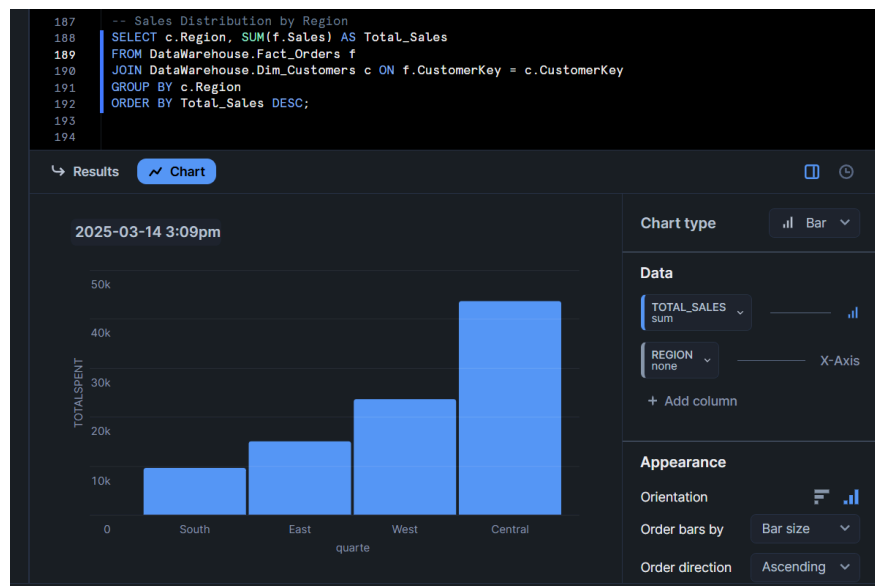 187 -- Sales Distribution by Region
188 SELECT c.Region, SUM(f.Sales) AS Total_Sales
189 FROM DataWarehouse.Fact_Orders f
190 JOIN DataWarehouse.Dim_Customers c ON f.CustomerKey = c.CustomerKey
191 GROUP BY c.Region
192 ORDER BY Total_Sales DESC;
193
194
Results Chart
2025-03-14 3:09pm
50k
40k
30k
20k
10k
0
TOTALSPENT
South East West Central
quarte
Chart type Bar
Data
TOTAL_SALES
sum
REGION
none
X-Axis
+ Add column
Appearance
Orientation
Order bars by Bar size
Order direction Ascending